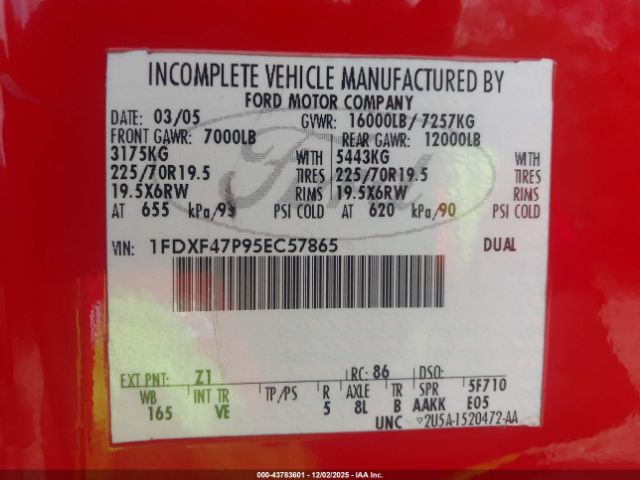 INCOMPLETE VEHICLE MANUFACTURED BY
FORD MOTOR COMPANY
DATE: 03/05 GVWR: 16000LB/ 7257KG
FRONT GAWR: 7000LB REAR GAWR: 12000LB
3175KG WITH 5443KG WITH
225/70R19.5 TIRES 225/70R19.5 TIRES
19.5X6RW RIMS 19.5X6RW RIMS
AT 655 kPa/95 PSI COLD AT 620 kPa/90 PSI COLD
VIN: 1FDXF47P95EC57865 DUAL
EXT PNT: Z1 RC: 86 DSO:
WB INT TR TP/PS R AXLE TR SPR 5F710
165 VE 5 8L B AAKK E05
UNC 2U5A-1520472-AA
Ford
000-43783601 - 12/02/2025 - IAA Inc.